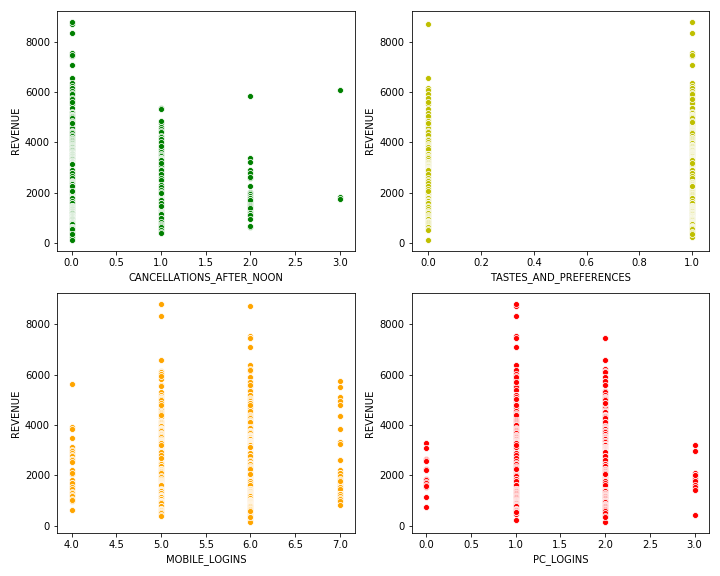 8000
6000
4000
2000
0
REVENUE
0.0 0.5 1.0 1.5 2.0 2.5 3.0
CANCELLATIONS_AFTER_NOON
8000
6000
4000
2000
0
REVENUE
0.0 0.2 0.4 0.6 0.8 1.0
TASTES_AND_PREFERENCES
8000
6000
4000
2000
0
REVENUE
4.0 4.5 5.0 5.5 6.0 6.5 7.0
MOBILE_LOGINS
8000
6000
4000
2000
0
REVENUE
0.0 0.5 1.0 1.5 2.0 2.5 3.0
PC_LOGINS